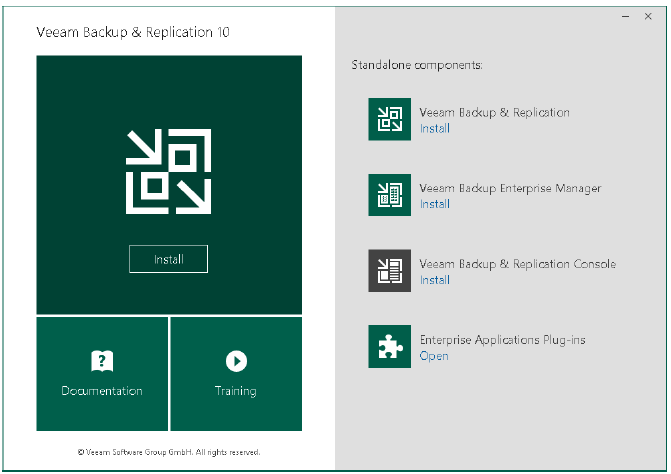 Veeam Backup & Replication 10
Install
Documentation
Training
© Veeam Software Group GmbH. All rights reserved.
Standalone components:
Veeam Backup & Replication
Install
Veeam Backup Enterprise Manager
Install
Veeam Backup & Replication Console
Install
Enterprise Applications Plug-ins
Open